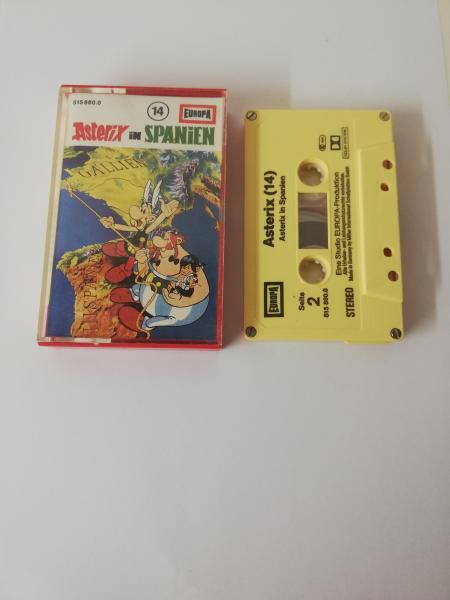 515 880.0
14
EUROPA
Asterix in SPANIEN
GALLIEN
HISPANIEN
Asterix (14)
Asterix in Spanien
EUROPA
Seite
2
515 880.0
Eine Studio EUROPA-Produktion
STEREO